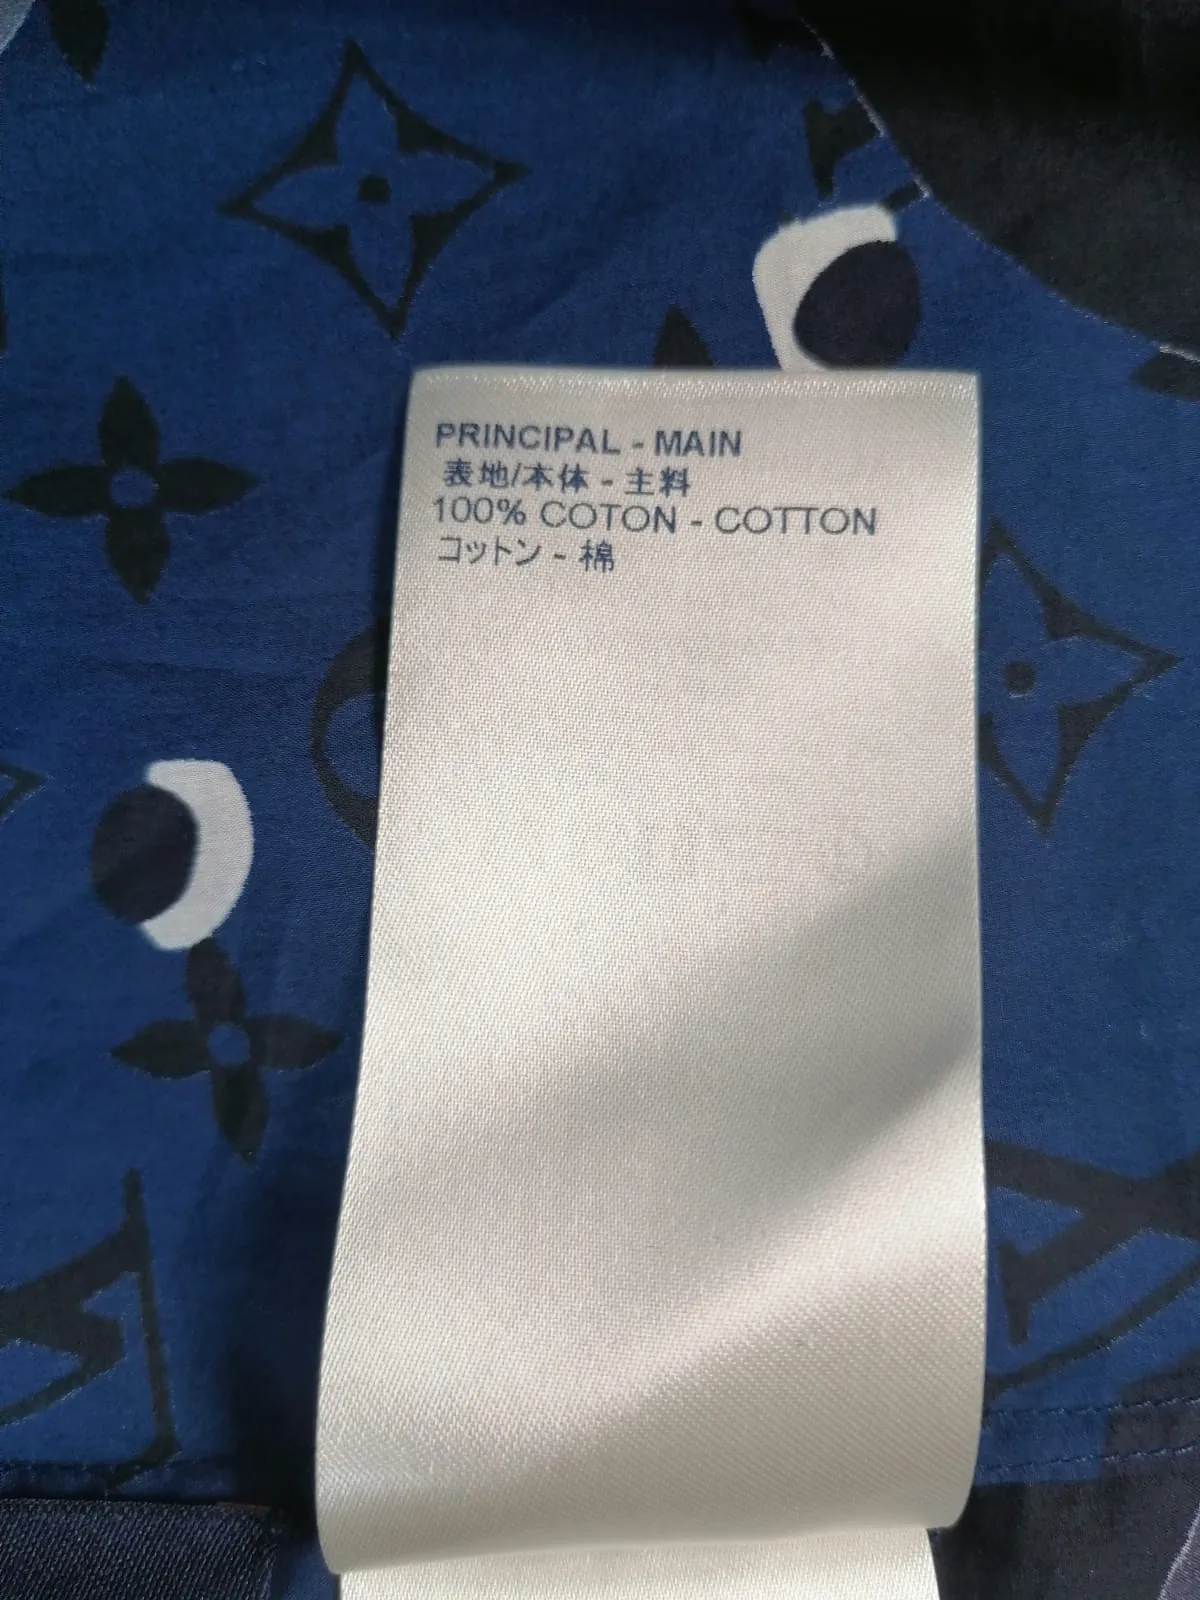 PRINCIPAL - MAIN
表地/本体 - 主料
100% COTON - COTTON
コットン - 棉